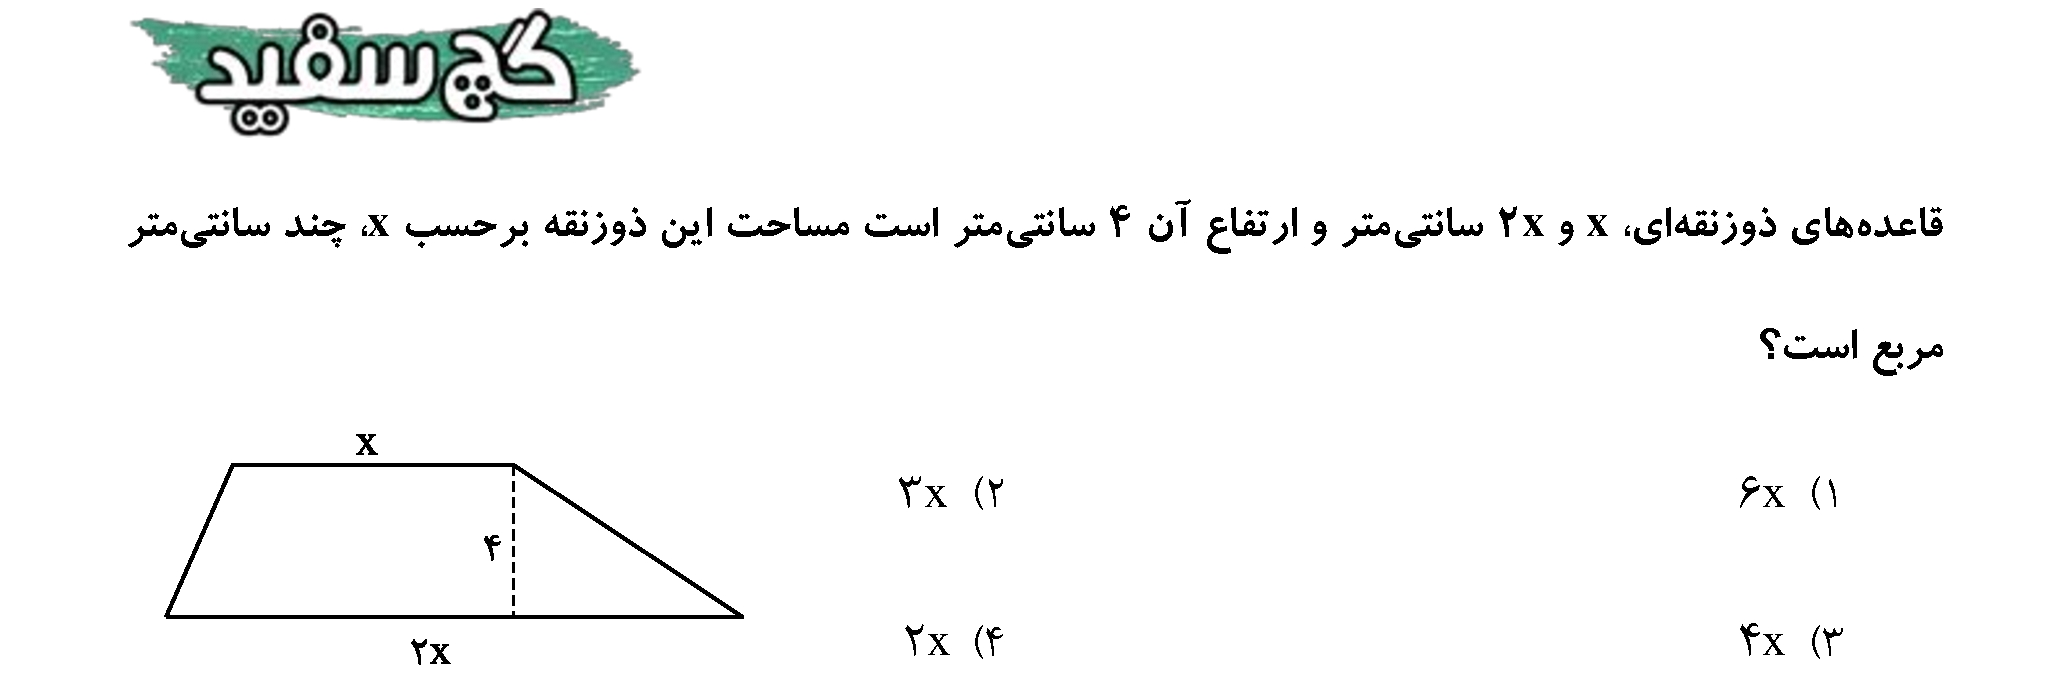 گچ سفید
قاعده‌های ذوزنقه‌ای، x و ۲x سانتی‌متر و ارتفاع آن ۴ سانتی‌متر است مساحت این ذوزنقه برحسب x، چند سانتی‌متر
مربع است؟
۱) ۶x
۲) ۳x
۳) ۴x
۴) ۲x
x
۴
۲x